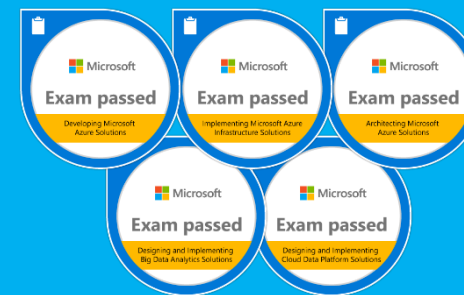 Microsoft
Exam passed
Developing Microsoft
Azure Solutions
Microsoft
Exam passed
Implementing Microsoft Azure
Infrastructure Solutions
Microsoft
Exam passed
Architecting Microsoft
Azure Solutions
Microsoft
Exam passed
Designing and Implementing
Big Data Analytics Solutions
Microsoft
Exam passed
Designing and Implementing
Cloud Data Platform Solutions